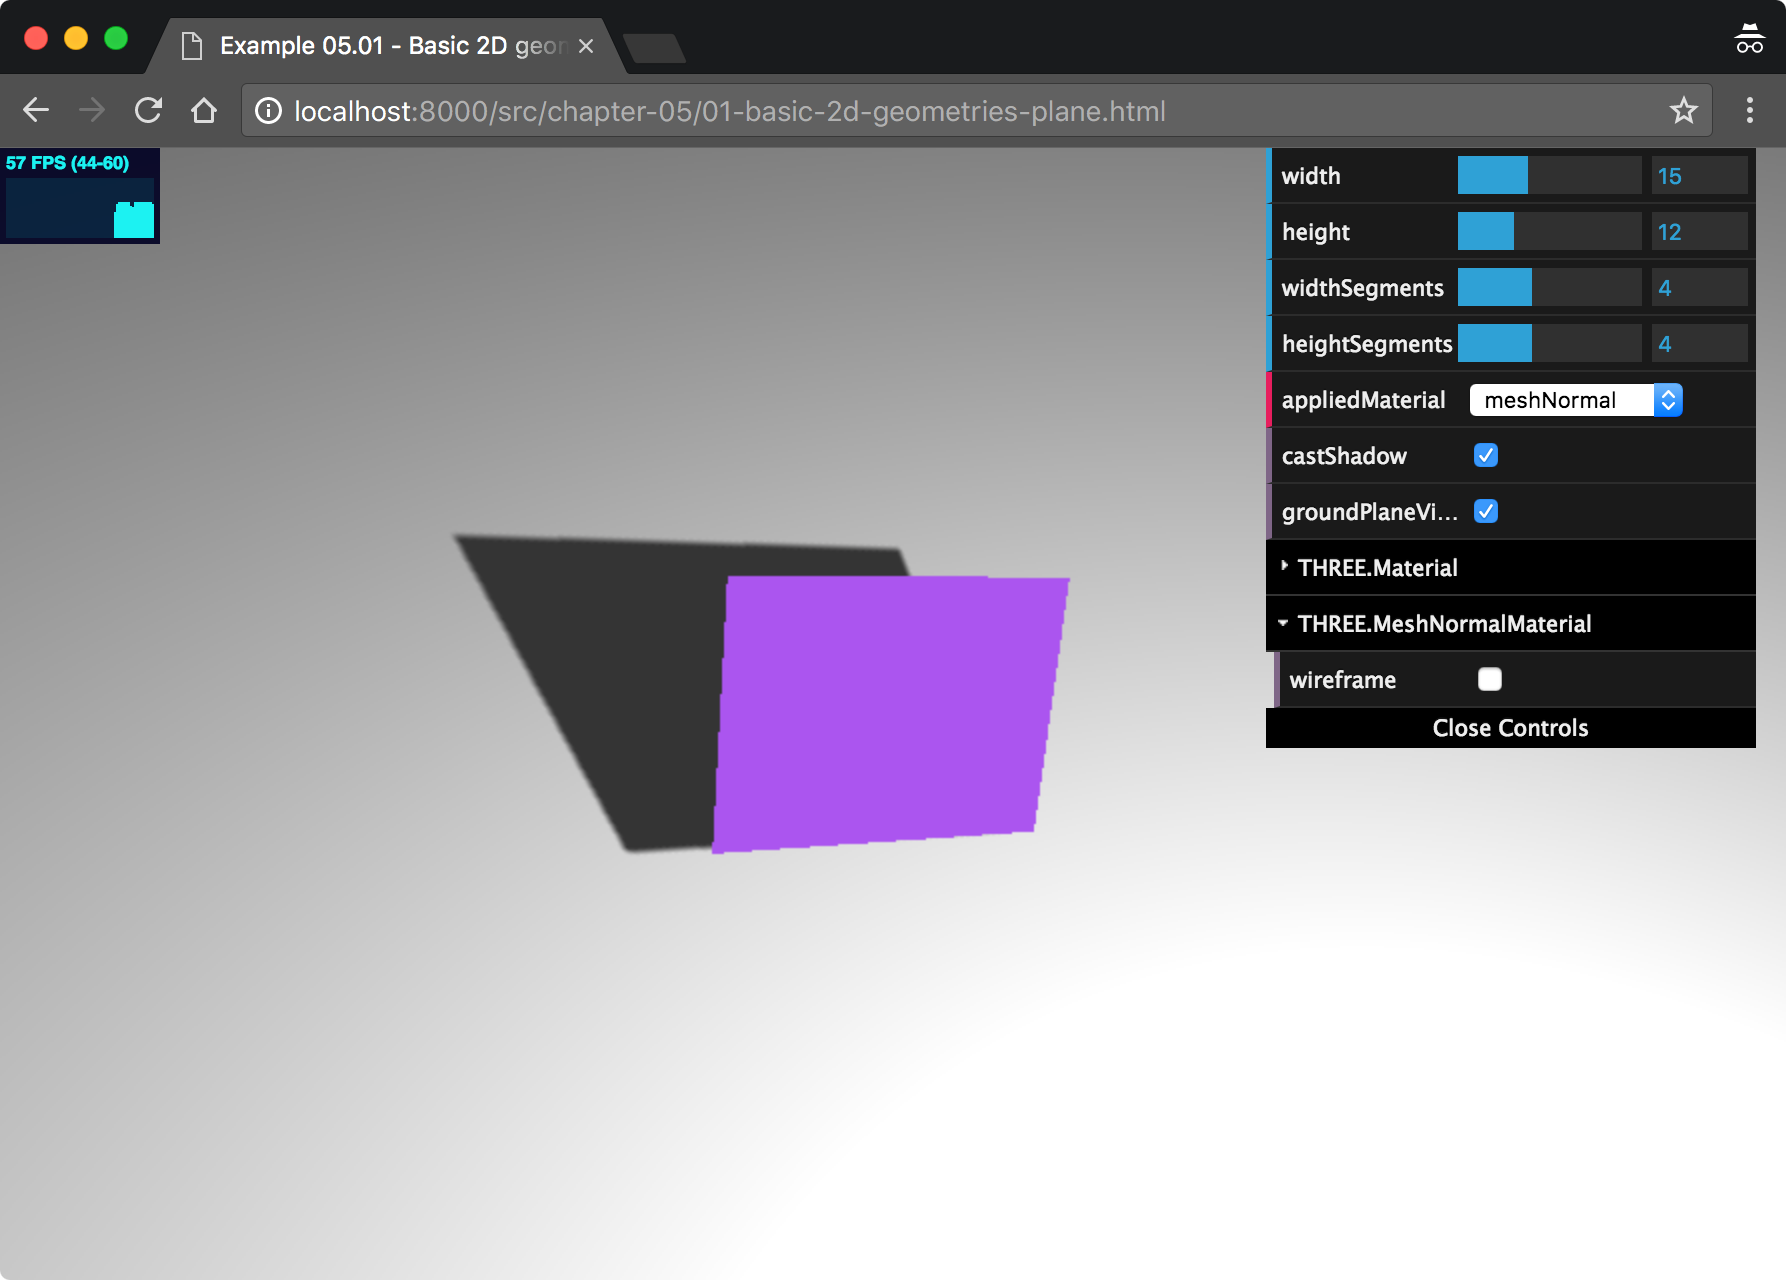 Example 05.01 - Basic 2D geom
localhost:8000/src/chapter-05/01-basic-2d-geometries-plane.html
57 FPS (44-60)
width 15
height 12
widthSegments 4
heightSegments 4
appliedMaterial meshNormal
castShadow
groundPlaneVi...
THREE.Material
THREE.MeshNormalMaterial
wireframe
Close Controls